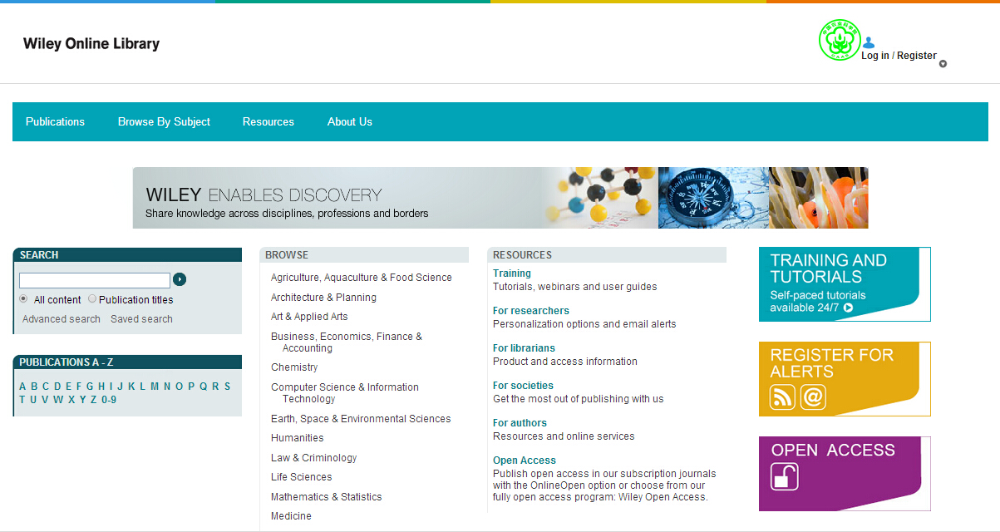 Wiley Online Library
Log in / Register
Publications
Browse By Subject
Resources
About Us
WILEY ENABLES DISCOVERY
Share knowledge across disciplines, professions and borders
SEARCH
All content
Publication titles
Advanced search
Saved search
PUBLICATIONS A - Z
A B C D E F G H I J K L M N O P Q R S
T U V W X Y Z 0-9
BROWSE
Agriculture, Aquaculture & Food Science
Architecture & Planning
Art & Applied Arts
Business, Economics, Finance &
Accounting
Chemistry
Computer Science & Information
Technology
Earth, Space & Environmental Sciences
Humanities
Law & Criminology
Life Sciences
Mathematics & Statistics
Medicine
RESOURCES
Training
Tutorials, webinars and user guides
For researchers
Personalization options and email alerts
For librarians
Product and access information
For societies
Get the most out of publishing with us
For authors
Resources and online services
Open Access
Publish open access in our subscription journals
with the OnlineOpen option or choose from our
fully open access program: Wiley Open Access.
TRAINING AND
TUTORIALS
Self-paced tutorials
available 24/7
REGISTER FOR
ALERTS
@
OPEN ACCESS